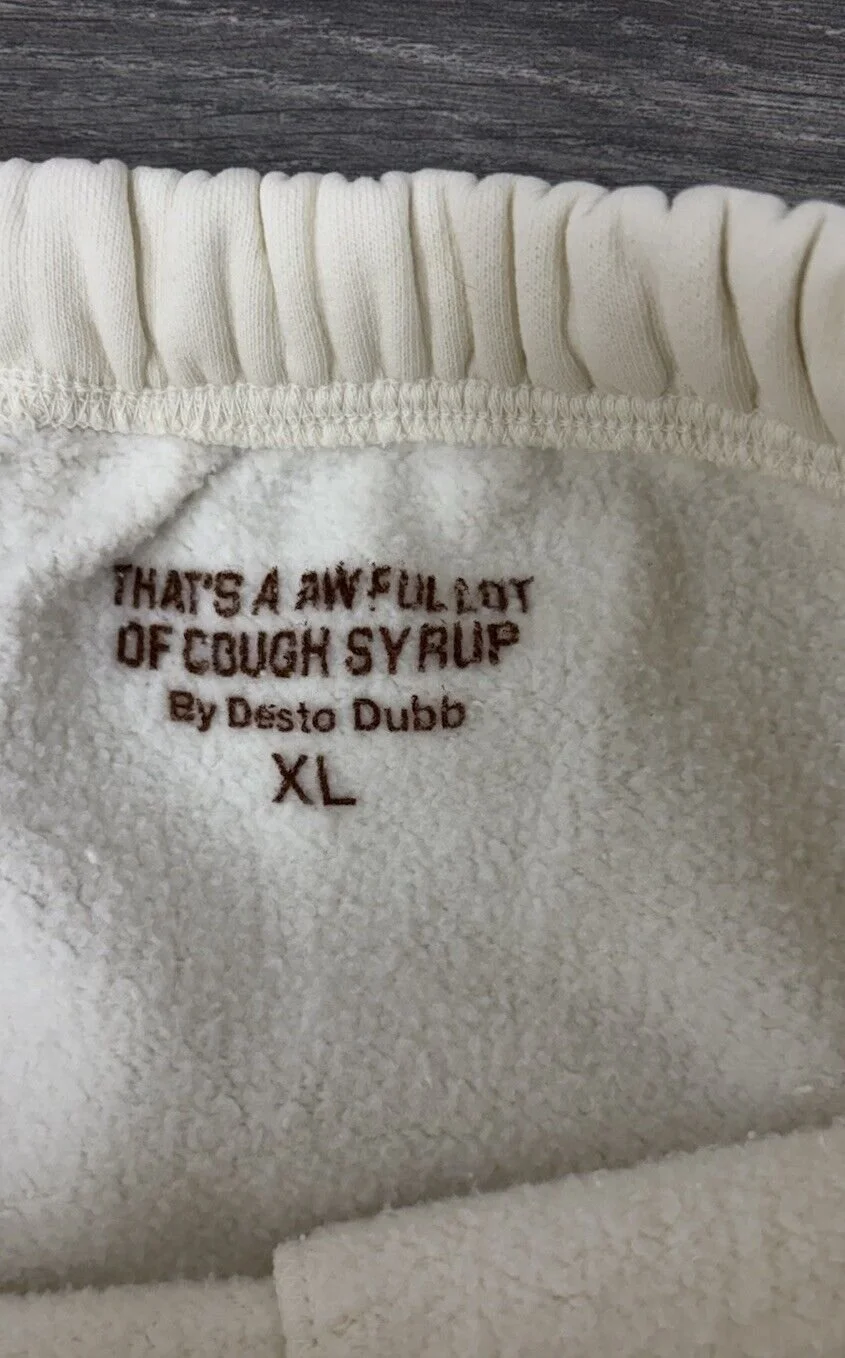 THAT'S A AWFUL LOT
OF COUGH SYRUP
By Desto Dubb
XL